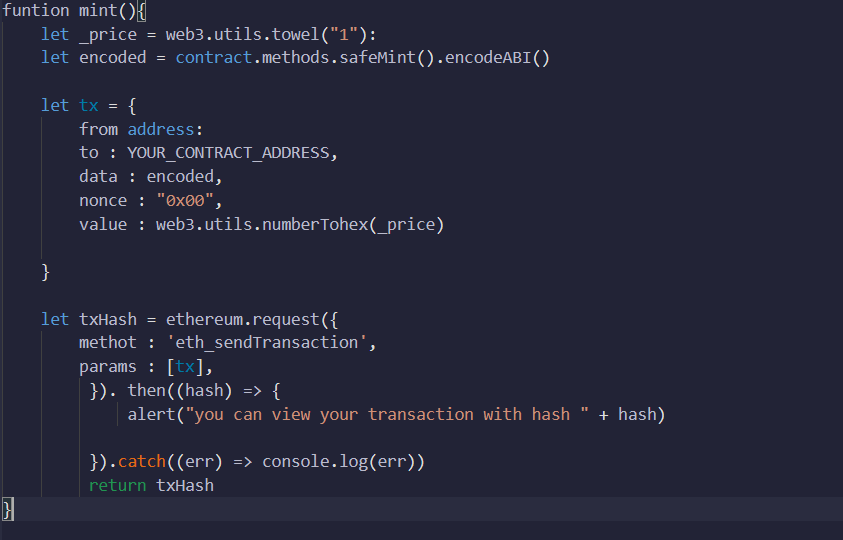 funtion mint(){
let _price = web3.utils.towel("1"):
let encoded = contract.methods.safeMint().encodeABI()
let tx = {
from address:
to : YOUR_CONTRACT_ADDRESS,
data : encoded,
nonce : "0x00",
value : web3.utils.numberTohex(_price)
}
let txHash = ethereum.request({
methot : 'eth_sendTransaction',
params : [tx],
}). then((hash) => {
alert("you can view your transaction with hash " + hash)
}).catch((err) => console.log(err))
return txHash
}